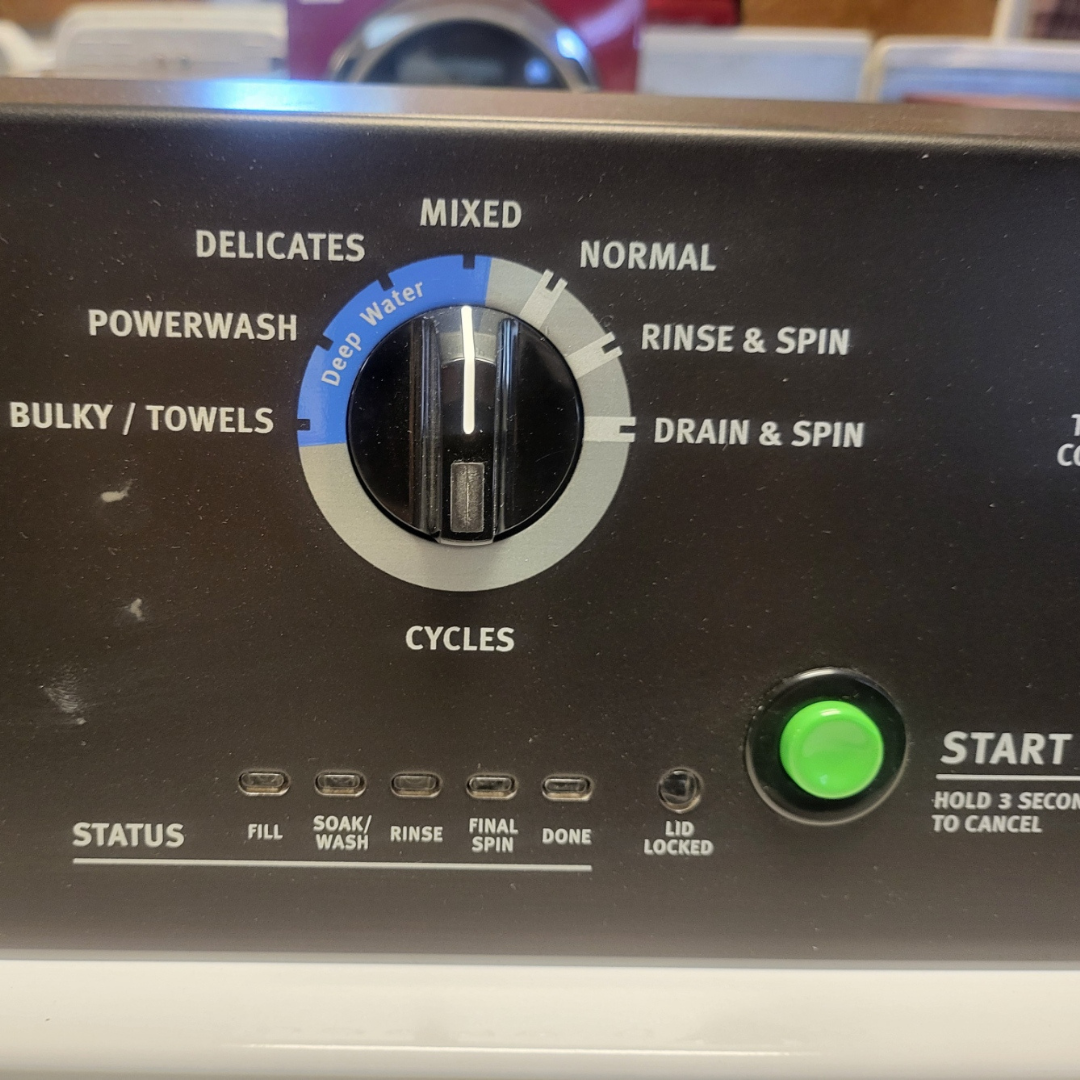 MIXED
DELICATES
NORMAL
Deep Water
POWERWASH
RINSE & SPIN
BULKY / TOWELS
DRAIN & SPIN
CYCLES
START
HOLD 3
TO CANCEL
STATUS
FILL
SOAK/
WASH
RINSE
FINAL
SPIN
DONE
LID
LOCKED